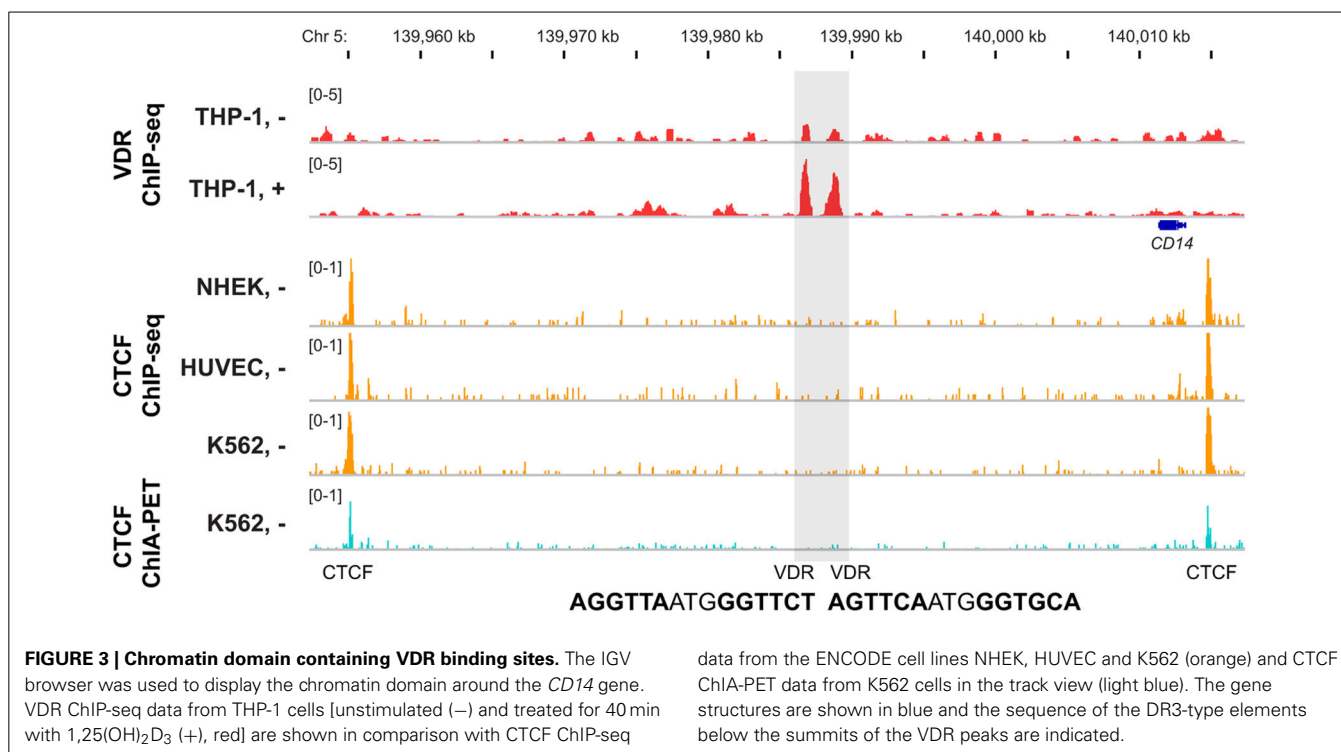 Chr 5: 139,960 kb 139,970 kb 139,980 kb 139,990 kb 140,000 kb 140,010 kb
VDR
ChIP-seq
THP-1, -
[0-5]
THP-1, +
[0-5]
CD14
CTCF
ChIP-seq
NHEK, -
[0-1]
HUVEC, -
[0-1]
K562, -
[0-1]
CTCF
ChIA-PET
K562, -
[0-1]
CTCF VDR VDR CTCF
AGGTTAATGGGTTCT AGTTCAATGGGTGCA
FIGURE 3 | Chromatin domain containing VDR binding sites. The IGV
browser was used to display the chromatin domain around the CD14 gene.
VDR ChIP-seq data from THP-1 cells [unstimulated (−) and treated for 40 min
with 1,25(OH)2D3 (+), red] are shown in comparison with CTCF ChIP-seq
data from the ENCODE cell lines NHEK, HUVEC and K562 (orange) and CTCF
ChIA-PET data from K562 cells in the track view (light blue). The gene
structures are shown in blue and the sequence of the DR3-type elements
below the summits of the VDR peaks are indicated.